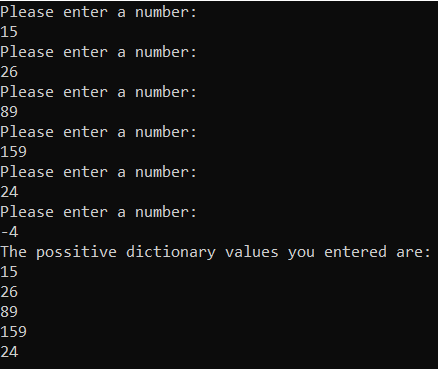 Please enter a number:
15
Please enter a number:
26
Please enter a number:
89
Please enter a number:
159
Please enter a number:
24
Please enter a number:
-4
The possitive dictionary values you entered are:
15
26
89
159
24